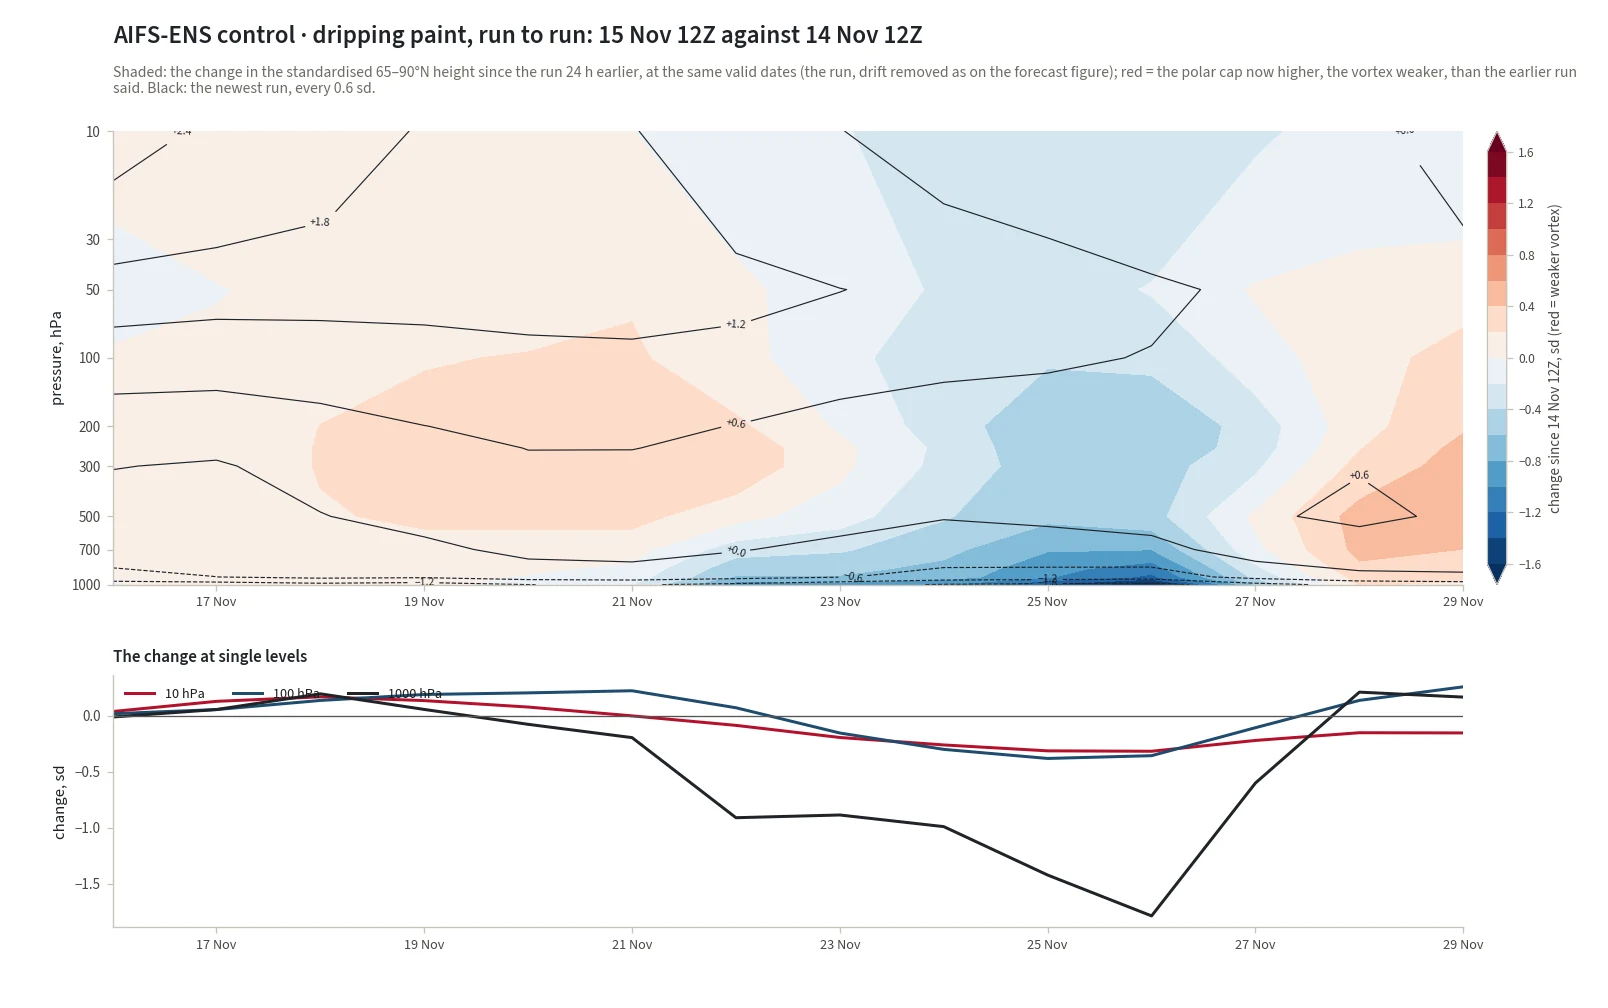 AIFS-ENS control · dripping paint, run to run: 15 Nov 12Z against 14 Nov 12Z
Shaded: the change in the standardised 65–90°N height since the run 24 h earlier, at the same valid dates (the run, drift removed as on the forecast figure); red = the polar cap now higher, the vortex weaker, than the earlier run
said. Black: the newest run, every 0.6 sd.
10
30
50
100
200
300
500
700
1000
pressure, hPa
+1.8
+1.2
+0.6
+0.0
−0.6
−1.2
+0.6
17 Nov
19 Nov
21 Nov
23 Nov
25 Nov
27 Nov
29 Nov
1.6
1.2
0.8
0.4
0.0
−0.4
−0.8
−1.2
−1.6
change since 14 Nov 12Z, sd (red = weaker vortex)
The change at single levels
10 hPa
100 hPa
1000 hPa
0.0
−0.5
−1.0
−1.5
change, sd
17 Nov
19 Nov
21 Nov
23 Nov
25 Nov
27 Nov
29 Nov